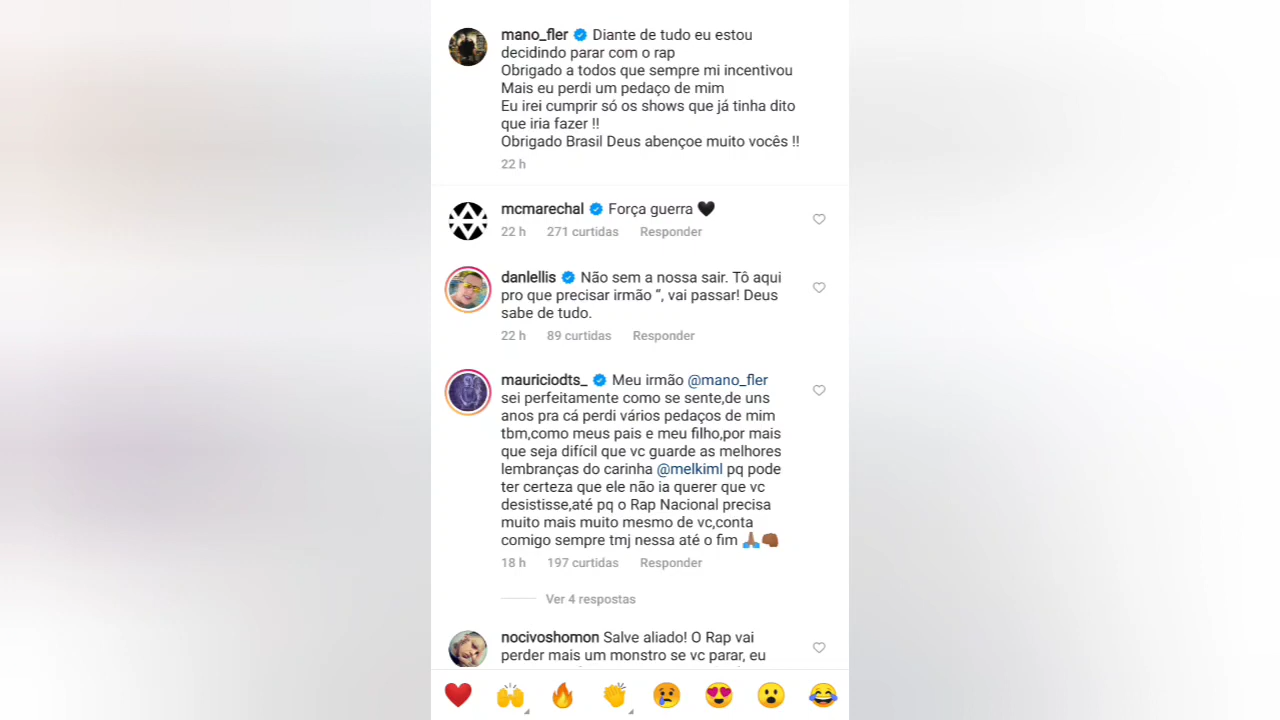 mano_fler Diante de tudo eu estou
decidindo parar com o rap
Obrigado a todos que sempre mi incentivou
Mais eu perdi um pedaço de mim
Eu irei cumprir só os shows que já tinha dito
que iria fazer !!
Obrigado Brasil Deus abençoe muito vocês !!
22 h
mcmarechal Força guerra 🖤
22 h 271 curtidas Responder
danlellis Não sem a nossa sair. Tô aqui
pro que precisar irmão “, vai passar! Deus
sabe de tudo.
22 h 89 curtidas Responder
mauriciodts_ Meu irmão @mano_fler
sei perfeitamente como se sente,de uns
anos pra cá perdi vários pedaços de mim
tbm,como meus pais e meu filho,por mais
que seja difícil que vc guarde as melhores
lembranças do carinha @melkiml pq pode
ter certeza que ele não ia querer que vc
desistisse,até pq o Rap Nacional precisa
muito mais muito mesmo de vc,conta
comigo sempre tmj nessa até o fim 🙏🏾👊🏾
18 h 197 curtidas Responder
Ver 4 respostas
nocivoshomon Salve aliado! O Rap vai
perder mais um monstro se vc parar, eu